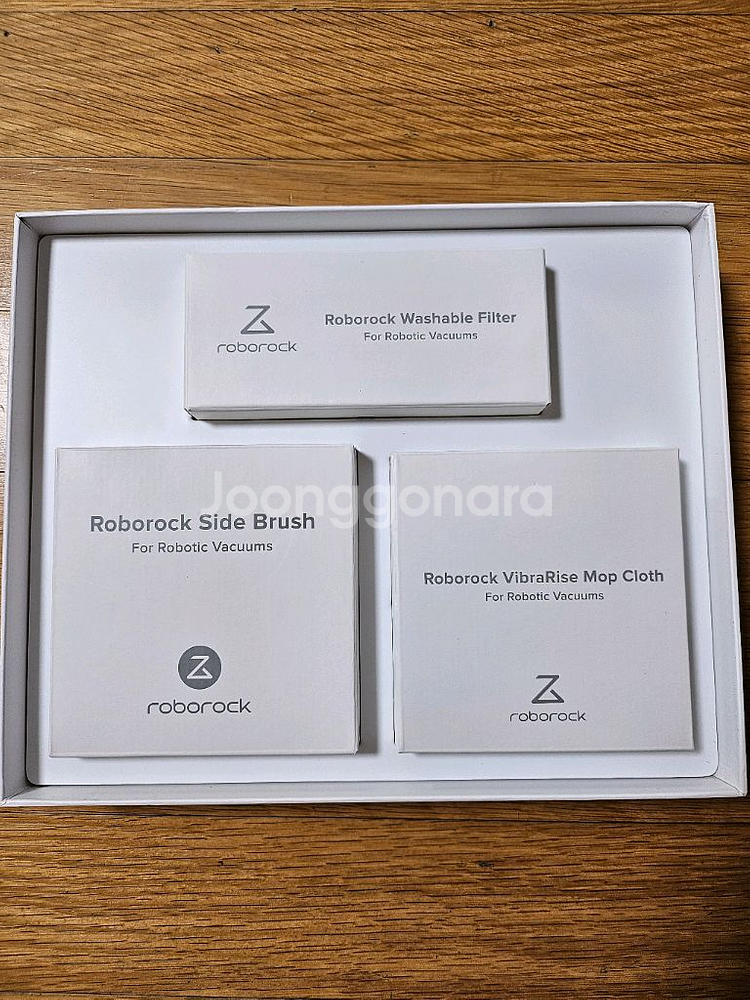 Roborock Washable Filter
For Robotic Vacuums
roborock
Joonggonara
Roborock Side Brush
For Robotic Vacuums
roborock
Roborock VibraRise Mop Cloth
For Robotic Vacuums
roborock